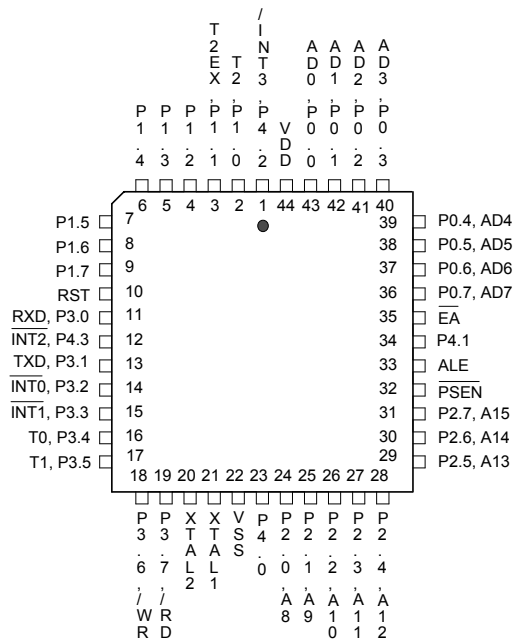 P1.4
P1.3
P1.2
T2EX, P1.1
T2, P1.0
/INT3, P4.2
VDD
AD0, P0.0
AD1, P0.1
AD2, P0.2
AD3, P0.3
6 5 4 3 2 1 44 43 42 41 40
P1.5 7
P1.6 8
P1.7 9
RST 10
RXD, P3.0 11
INT2, P4.3 12
TXD, P3.1 13
INT0, P3.2 14
INT1, P3.3 15
T0, P3.4 16
T1, P3.5 17
39 P0.4, AD4
38 P0.5, AD5
37 P0.6, AD6
36 P0.7, AD7
35 EA
34 P4.1
33 ALE
32 PSEN
31 P2.7, A15
30 P2.6, A14
29 P2.5, A13
18 19 20 21 22 23 24 25 26 27 28
P3.6, /WR
P3.7, /RD
XTAL2
XTAL1
VSS
P4.0
P2.0, A8
P2.1, A9
P2.2, A10
P2.3, A11
P2.4, A12